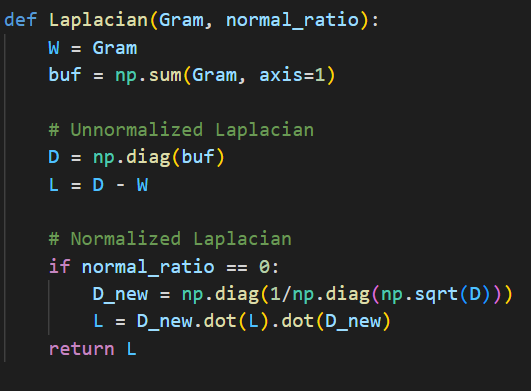 def Laplacian(Gram, normal_ratio):
    W = Gram
    buf = np.sum(Gram, axis=1)

    # Unnormalized Laplacian
    D = np.diag(buf)
    L = D - W

    # Normalized Laplacian
    if normal_ratio == 0:
        D_new = np.diag(1/np.diag(np.sqrt(D)))
        L = D_new.dot(L).dot(D_new)
    return L